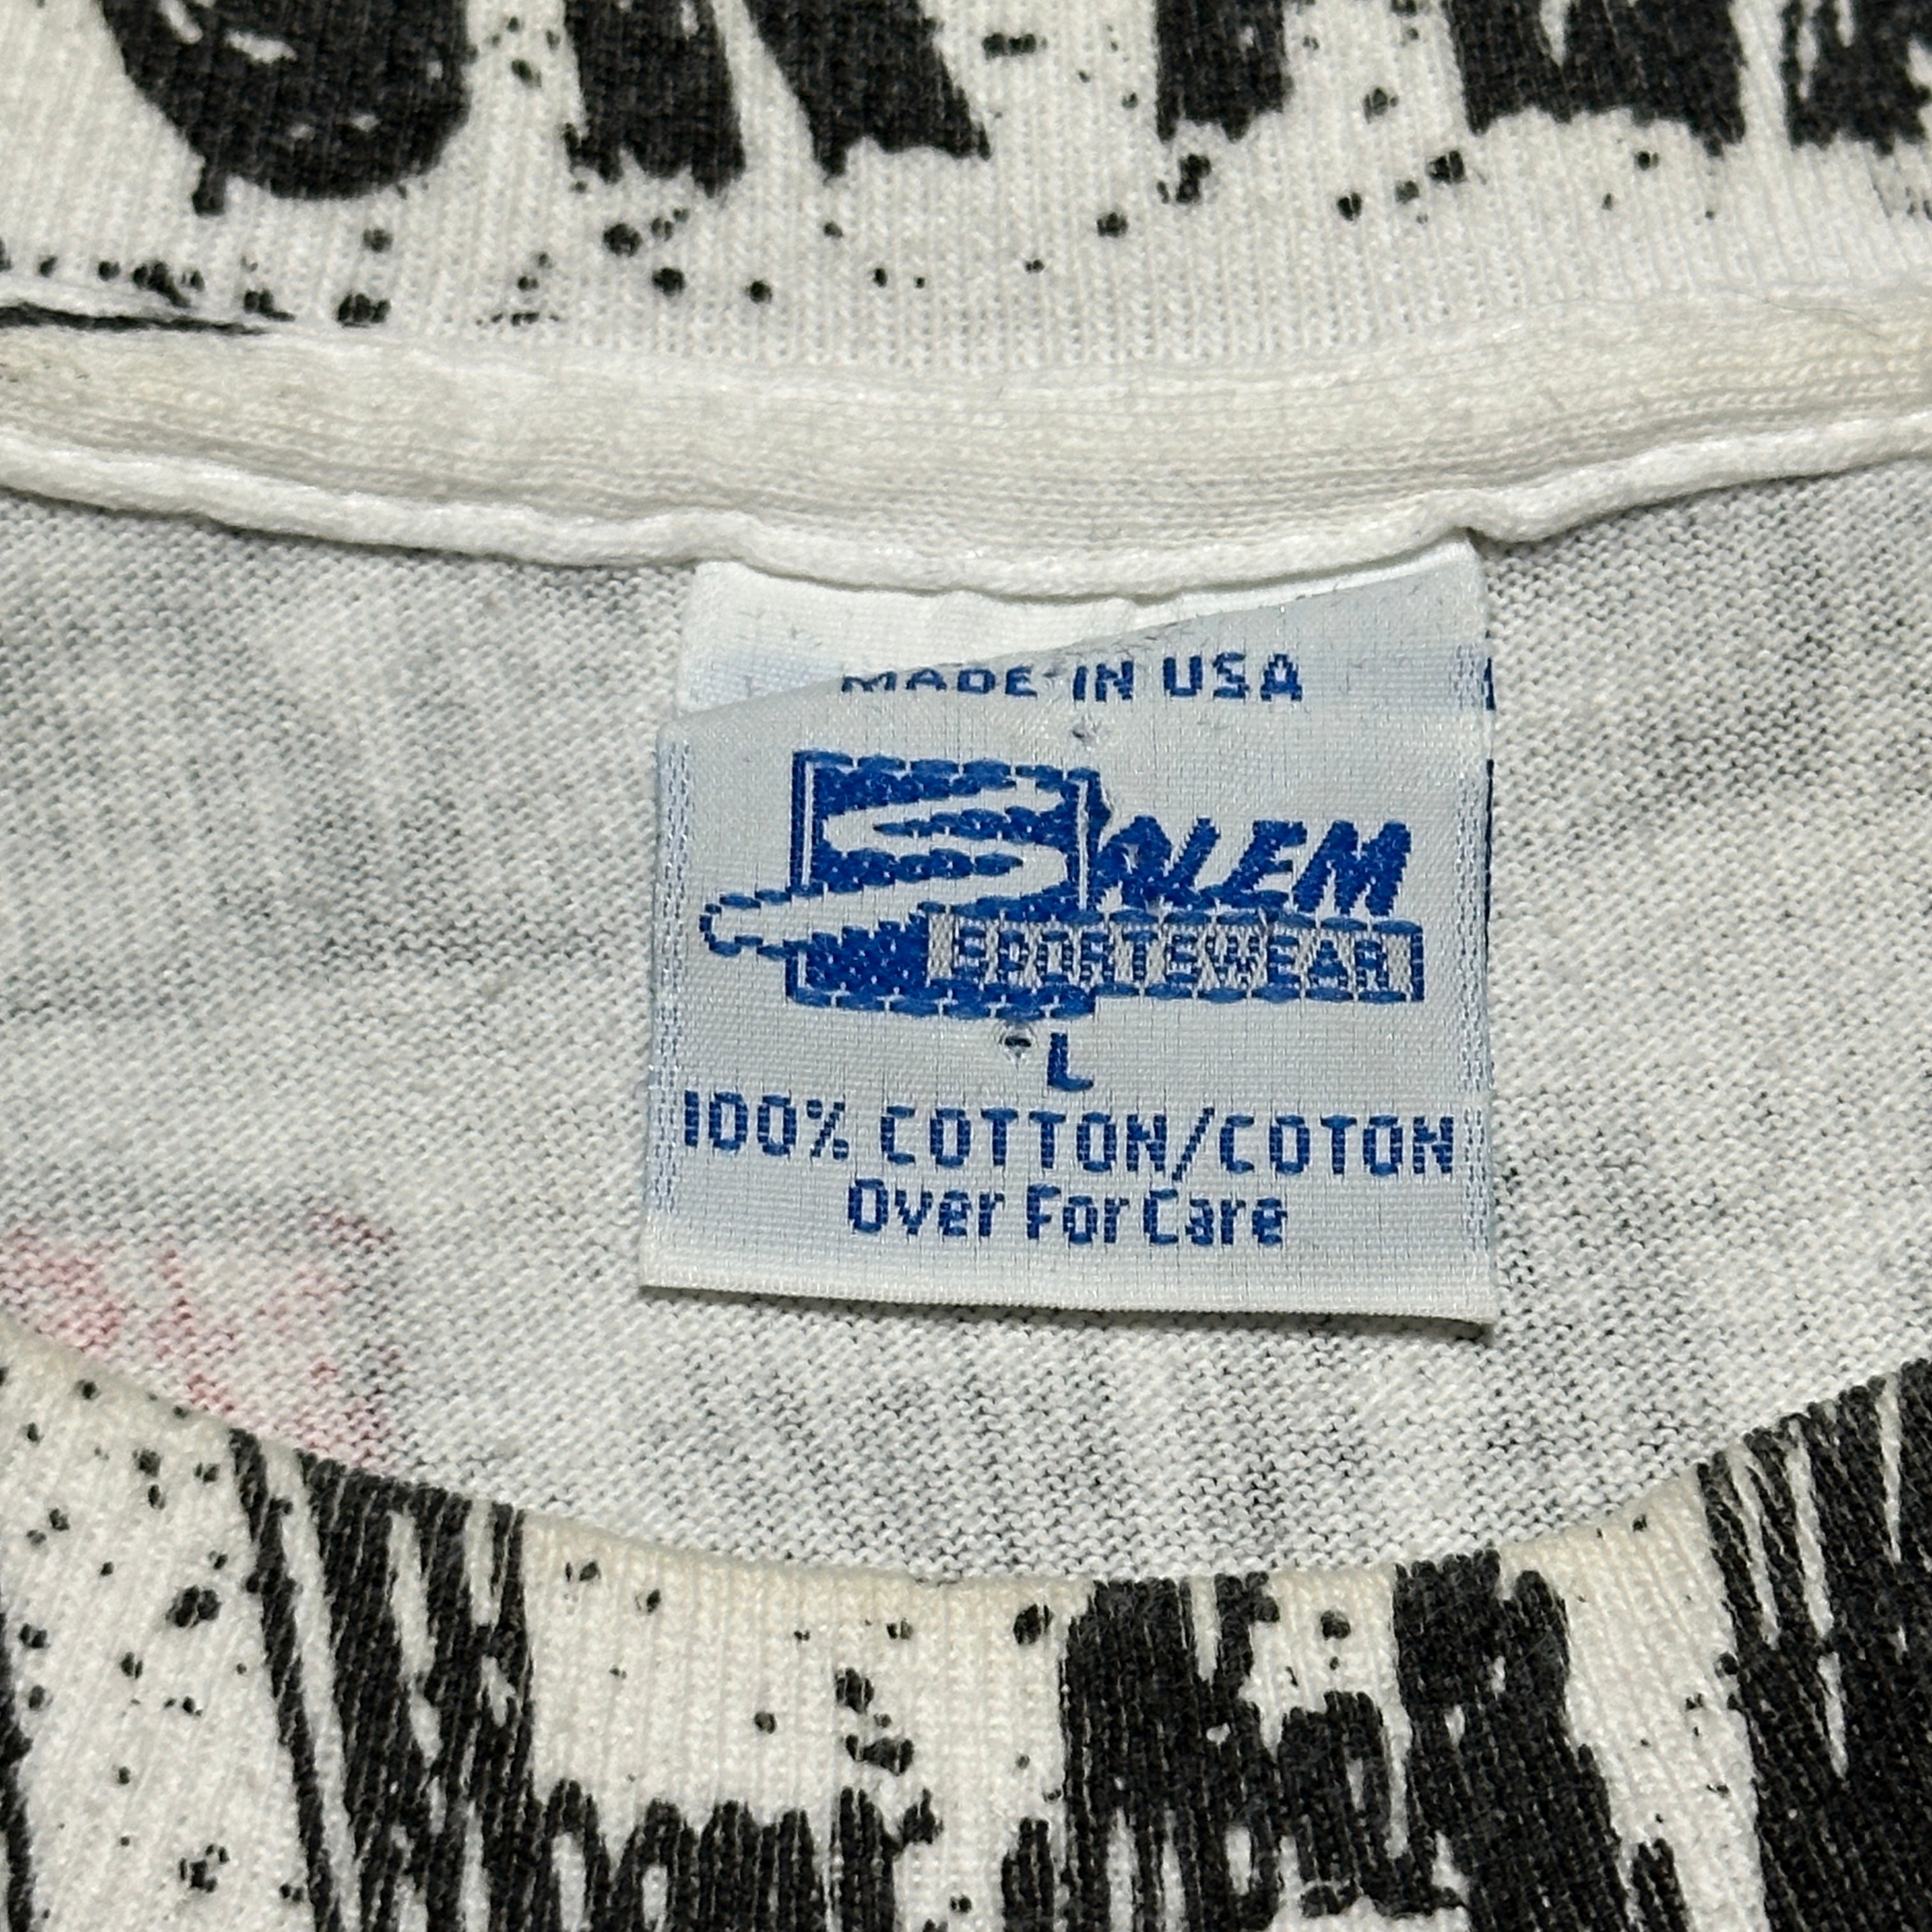 MADE IN USA
SALEM
SPORTSWEAR
L
100% COTTON/COTON
Over For Care